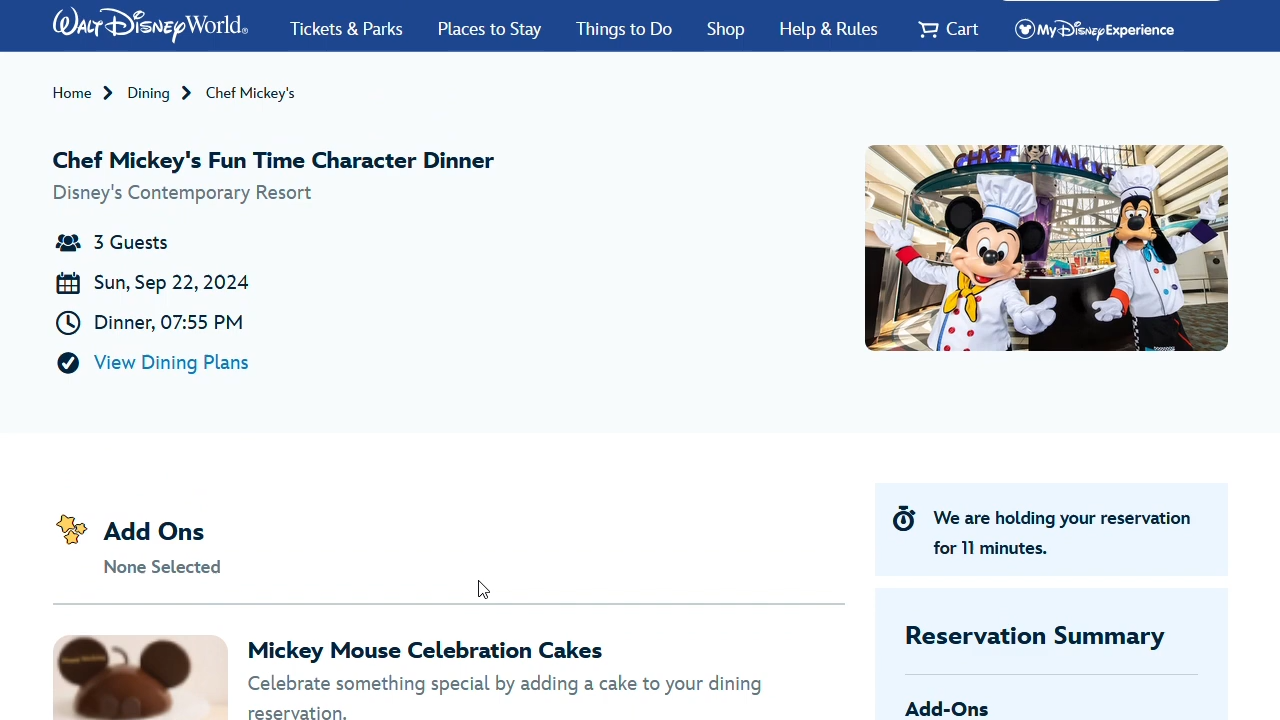 Walt Disney World.
Tickets & Parks
Places to Stay
Things to Do
Shop
Help & Rules
Cart
My Disney Experience
Home
Dining
Chef Mickey's
Chef Mickey's Fun Time Character Dinner
Disney's Contemporary Resort
3 Guests
Sun, Sep 22, 2024
Dinner, 07:55 PM
View Dining Plans
CHEF MICK
Add Ons
None Selected
We are holding your reservation
for 11 minutes.
Mickey Mouse Celebration Cakes
Celebrate something special by adding a cake to your dining
reservation.
Reservation Summary
Add-Ons